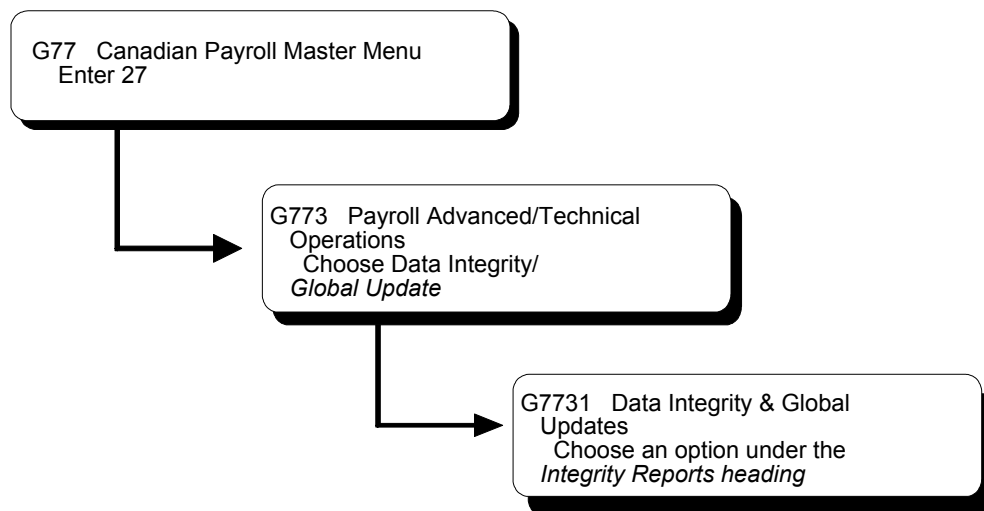 G77 Canadian Payroll Master Menu
Enter 27
G773 Payroll Advanced/Technical
Operations
Choose Data Integrity/
Global Update
G7731 Data Integrity & Global
Updates
Choose an option under the
Integrity Reports heading